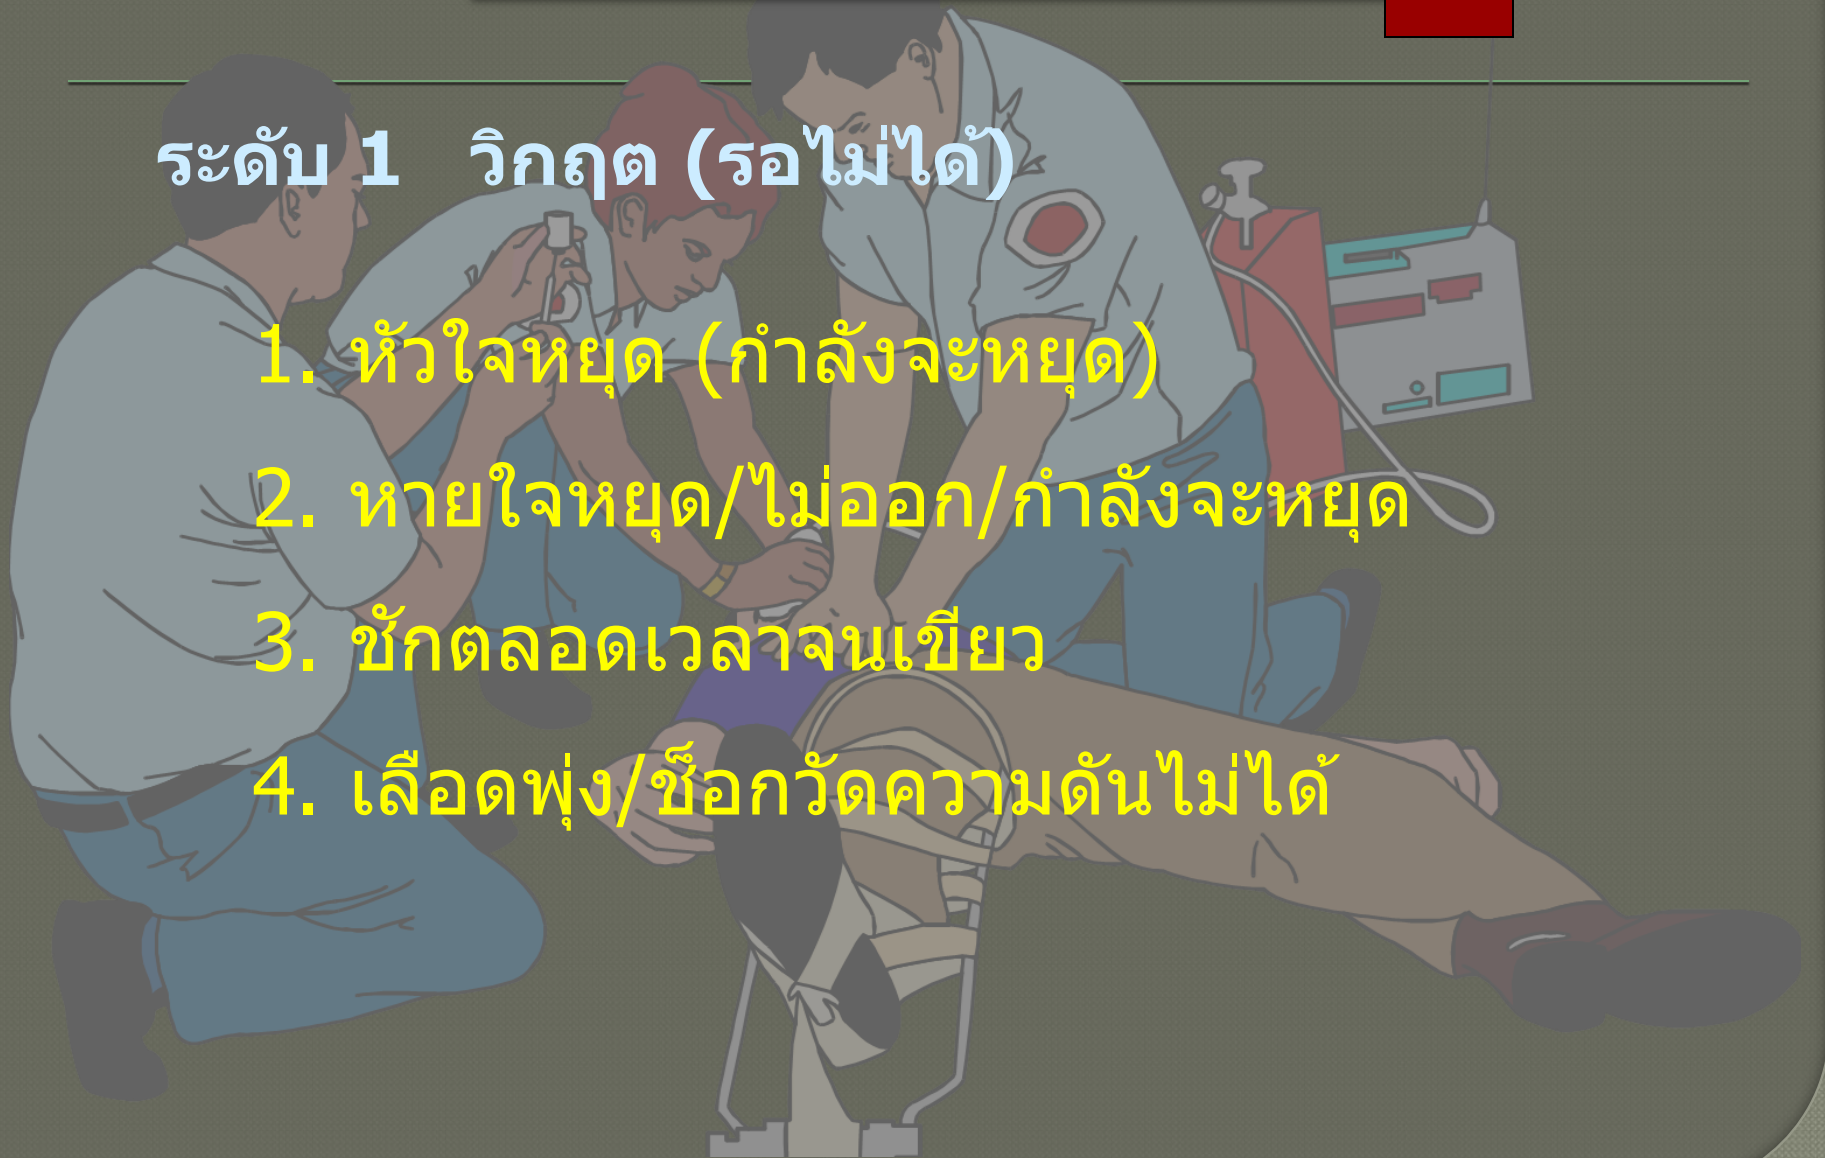 ระดับ 1 วิกฤต (รอไม่ได้)
1. หัวใจหยุด (กำลังจะหยุด)
2. หายใจหยุด/ไม่ออก/กำลังจะหยุด
3. ชักตลอดเวลาจนเขียว
4. เลือดพุ่ง/ช็อกวัดความดันไม่ได้